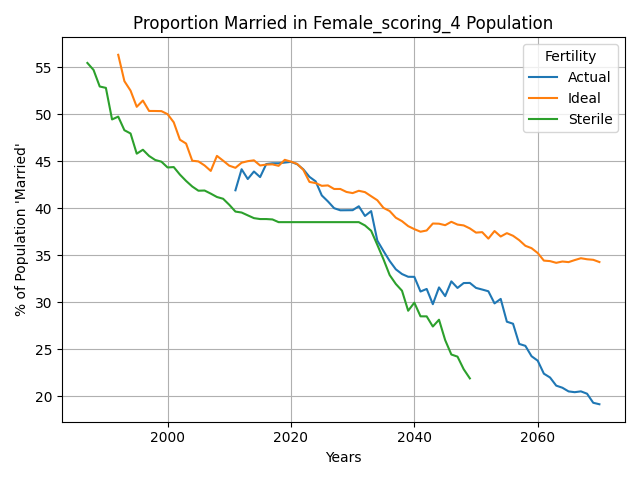 Proportion Married in Female_scoring_4 Population
% of Population 'Married'
55
50
45
40
35
30
25
20
2000
2020
2040
2060
Years
Fertility
Actual
Ideal
Sterile